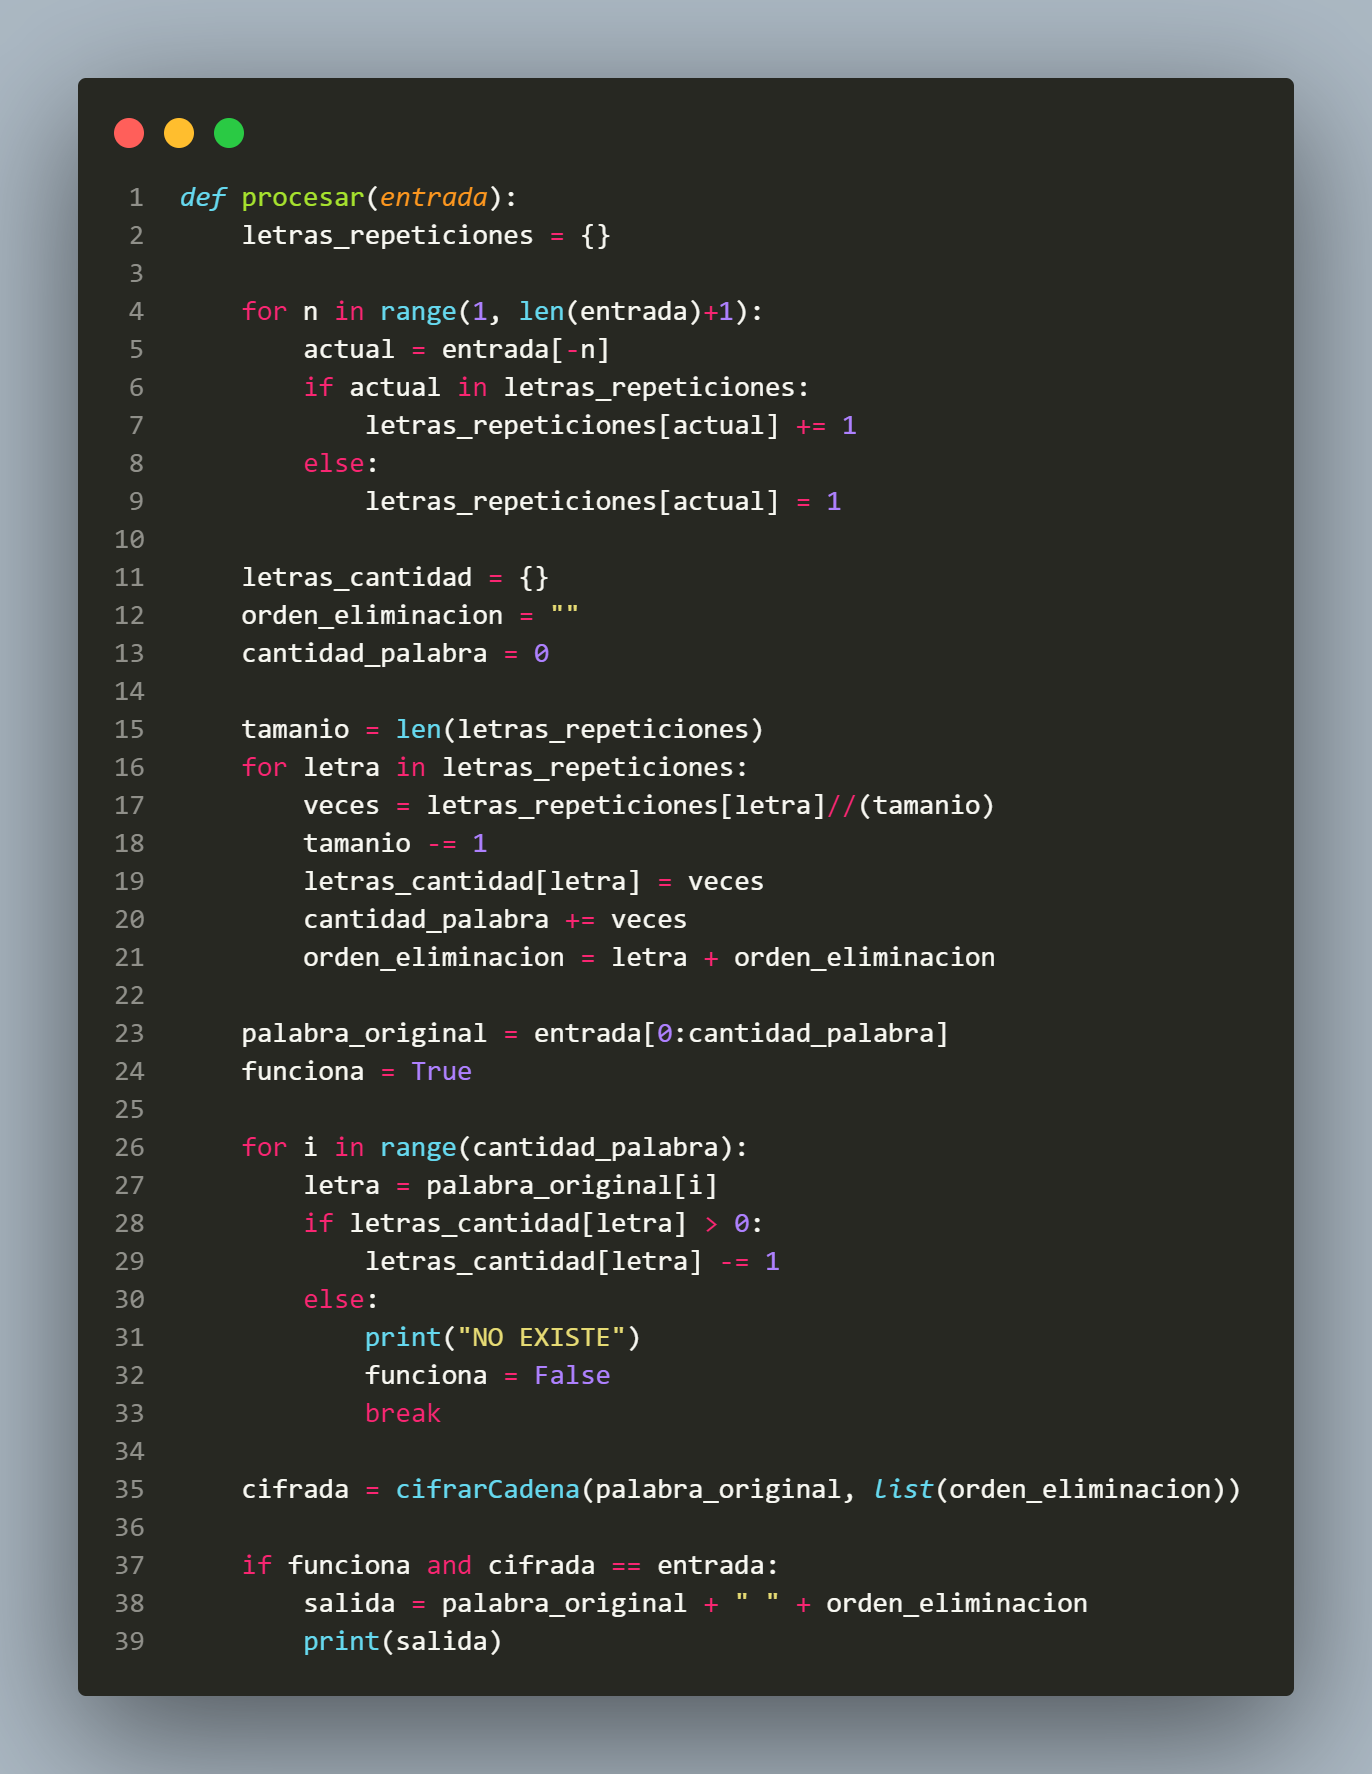 1 def procesar(entrada):
2     letras_repeticiones = {}
3
4     for n in range(1, len(entrada)+1):
5         actual = entrada[-n]
6         if actual in letras_repeticiones:
7             letras_repeticiones[actual] += 1
8         else:
9             letras_repeticiones[actual] = 1
10
11     letras_cantidad = {}
12     orden_eliminacion = ""
13     cantidad_palabra = 0
14
15     tamanio = len(letras_repeticiones)
16     for letra in letras_repeticiones:
17         veces = letras_repeticiones[letra]//(tamanio)
18         tamanio -= 1
19         letras_cantidad[letra] = veces
20         cantidad_palabra += veces
21         orden_eliminacion = letra + orden_eliminacion
22
23     palabra_original = entrada[0:cantidad_palabra]
24     funciona = True
25
26     for i in range(cantidad_palabra):
27         letra = palabra_original[i]
28         if letras_cantidad[letra] > 0:
29             letras_cantidad[letra] -= 1
30         else:
31             print("NO EXISTE")
32             funciona = False
33             break
34
35     cifrada = cifrarCadena(palabra_original, list(orden_eliminacion))
36
37     if funciona and cifrada == entrada:
38         salida = palabra_original + " " + orden_eliminacion
39         print(salida)